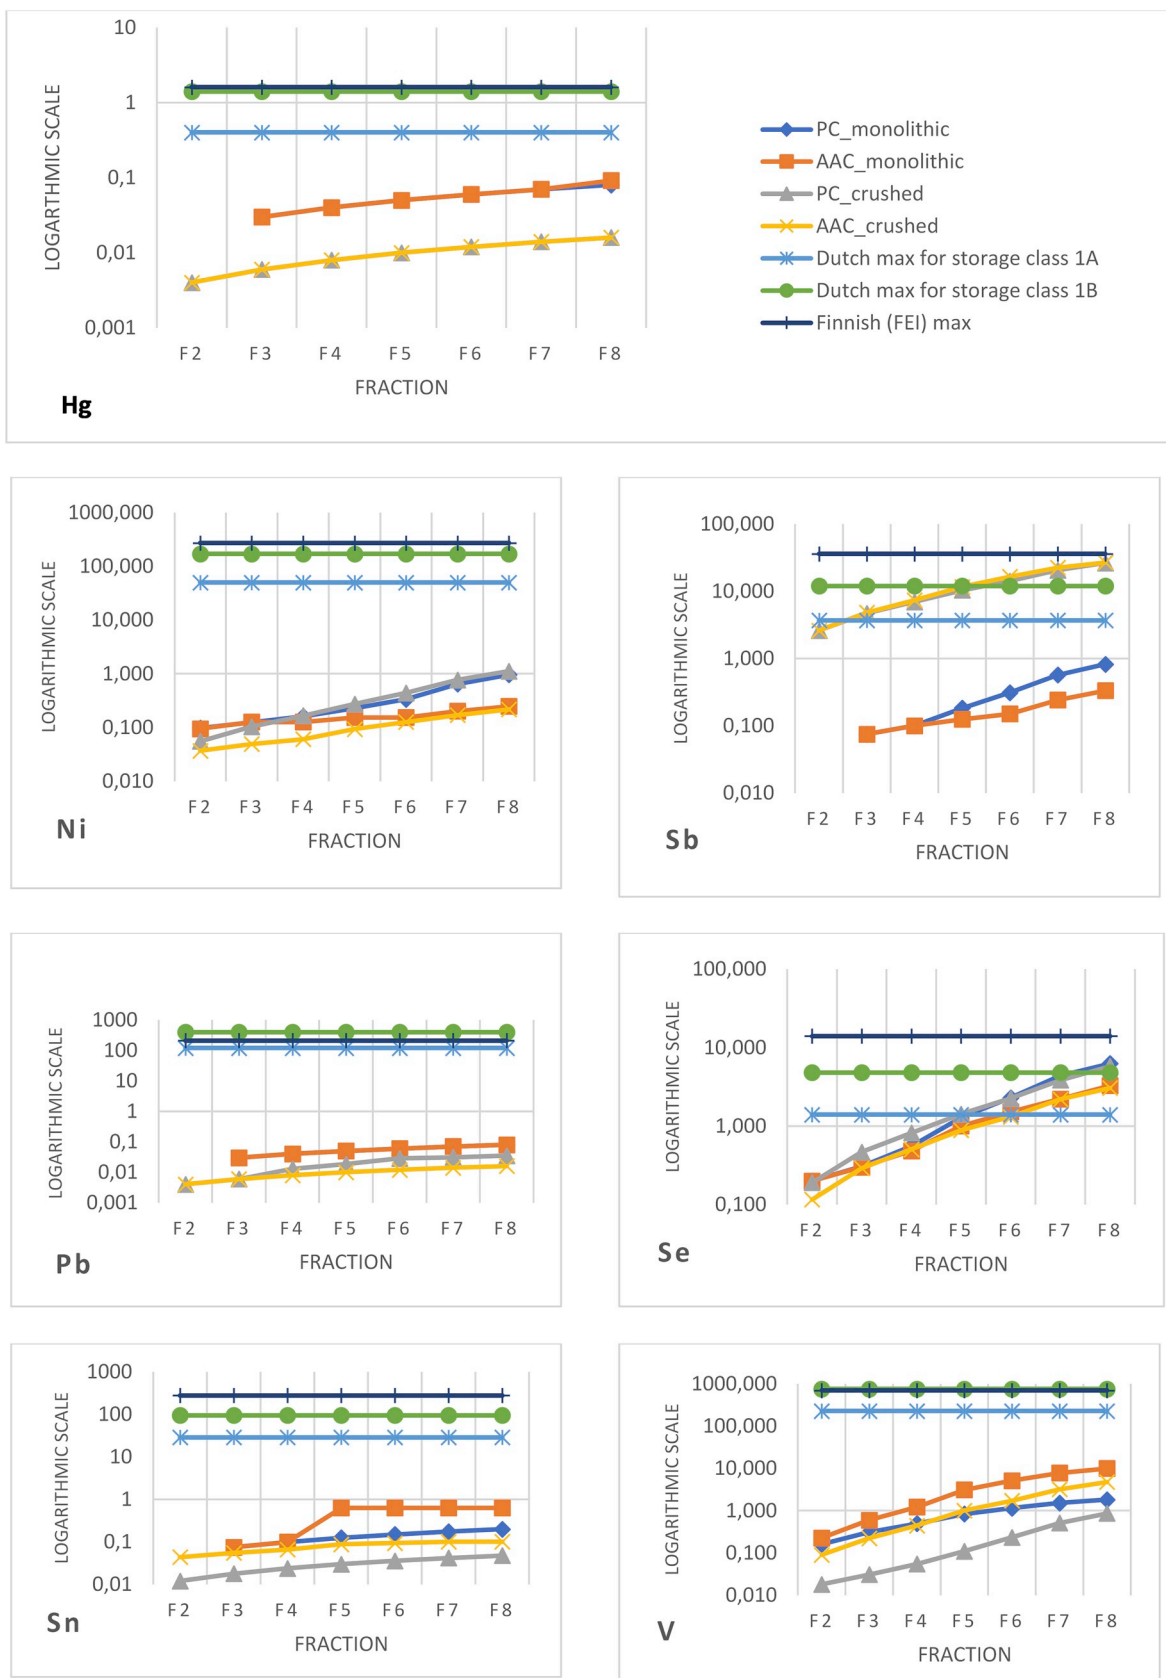 10
1
0,1
0,01
0,001
LOGARTHMIC SCALE
F2 F3 F4 F5 F6 F7 F8
FRACTION
Hg
PC_monolithic
AAC_monolithic
PC_crushed
AAC_crushed
Dutch max for storage class 1A
Dutch max for storage class 1B
Finnish (FEI) max
1000,000
100,000
10,000
1,000
0,100
0,010
LOGARITHMIC SCALE
F2 F3 F4 F5 F6 F7 F8
FRACTION
Ni
100,000
10,000
1,000
0,100
0,010
LOGARITHMIC SCALE
F2 F3 F4 F5 F6 F7 F8
FRACTION
Sb
1000
100
10
1
0,1
0,01
0,001
LOGARITHMIC SCALE
F2 F3 F4 F5 F6 F7 F8
FRACTION
Pb
100,000
10,000
1,000
0,100
LOGARITHMIC SCALE
F2 F3 F4 F5 F6 F7 F8
FRACTION
Se
1000
100
10
1
0,1
0,01
LOGARITHMIC SCALE
F2 F3 F4 F5 F6 F7 F8
FRACTION
Sn
1000,000
100,000
10,000
1,000
0,100
0,010
LOGARITHMIC SCALE
F2 F3 F4 F5 F6 F7 F8
FRACTION
V